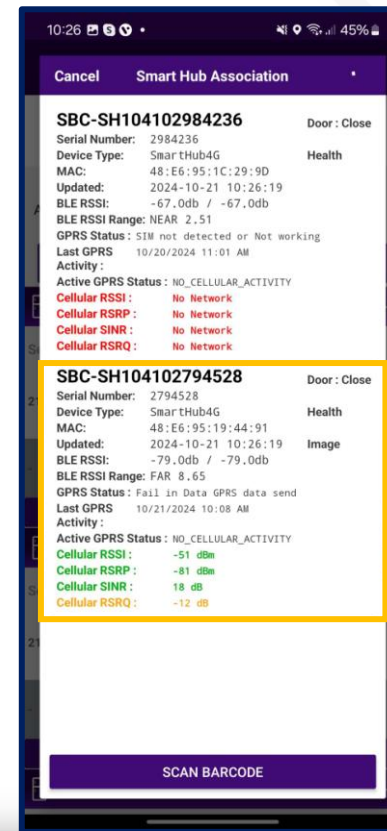 10:26 45%
Cancel Smart Hub Association
SBC-SH104102984236 Door : Close
Serial Number: 2984236
Device Type: SmartHub4G Health
MAC: 48:E6:95:1C:29:9D
Updated: 2024-10-21 10:26:19
BLE RSSI: -67.0db / -67.0db
BLE RSSI Range: NEAR 2.51
GPRS Status : SIM not detected or Not working
Last GPRS 10/20/2024 11:01 AM
Activity :
Active GPRS Status : NO_CELLULAR_ACTIVITY
Cellular RSSI : No Network
Cellular RSRP : No Network
Cellular SINR : No Network
Cellular RSRQ : No Network
SBC-SH104102794528 Door : Close
Serial Number: 2794528
Device Type: SmartHub4G Health
MAC: 48:E6:95:19:44:91
Updated: 2024-10-21 10:26:19 Image
BLE RSSI: -79.0db / -79.0db
BLE RSSI Range: FAR 8.65
GPRS Status : Fail in Data GPRS data send
Last GPRS 10/21/2024 10:08 AM
Activity :
Active GPRS Status : NO_CELLULAR_ACTIVITY
Cellular RSSI : -51 dBm
Cellular RSRP : -81 dBm
Cellular SINR : 18 dB
Cellular RSRQ : -12 dB
SCAN BARCODE